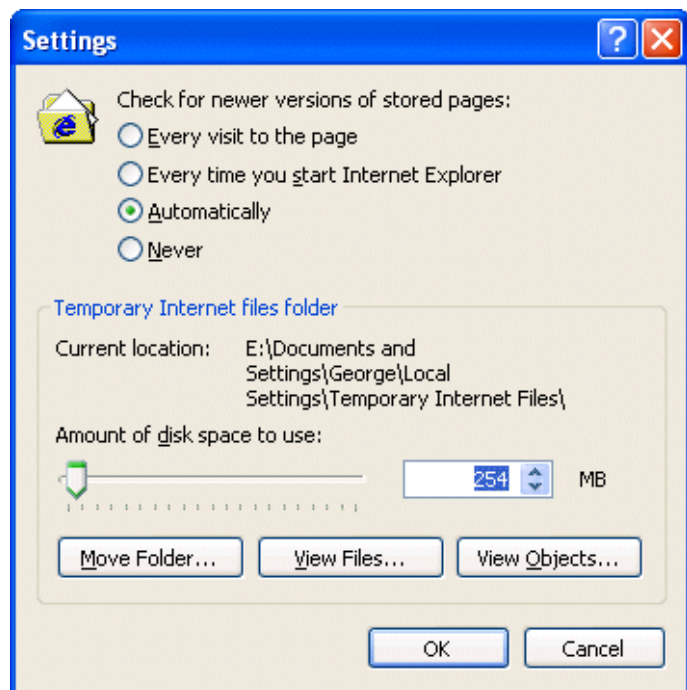 Settings
Check for newer versions of stored pages:
Every visit to the page
Every time you start Internet Explorer
Automatically
Never
Temporary Internet files folder
Current location: E:\Documents and
Settings\George\Local
Settings\Temporary Internet Files\
Amount of disk space to use:
254 MB
Move Folder... View Files... View Objects...
OK Cancel